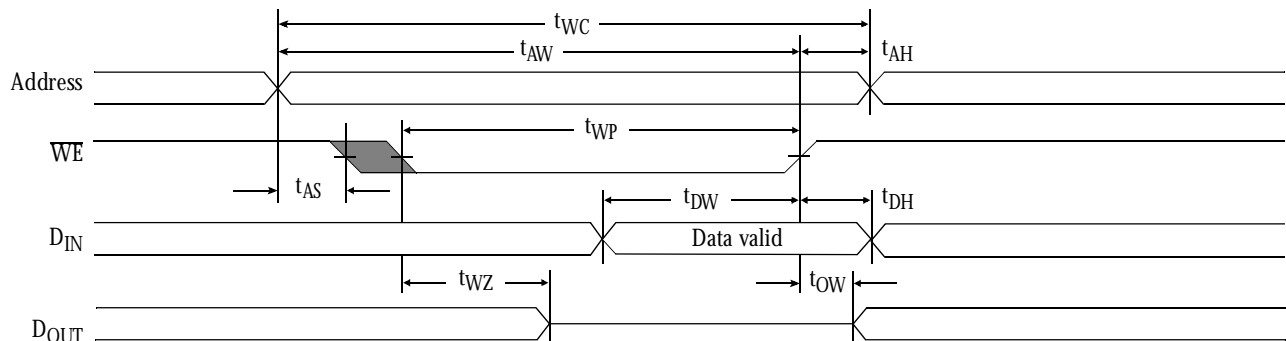 tWC
tAW
tAH
Address
tWP
WE
tAS
tDW
tDH
DIN
Data valid
tWZ
tOW
DOUT